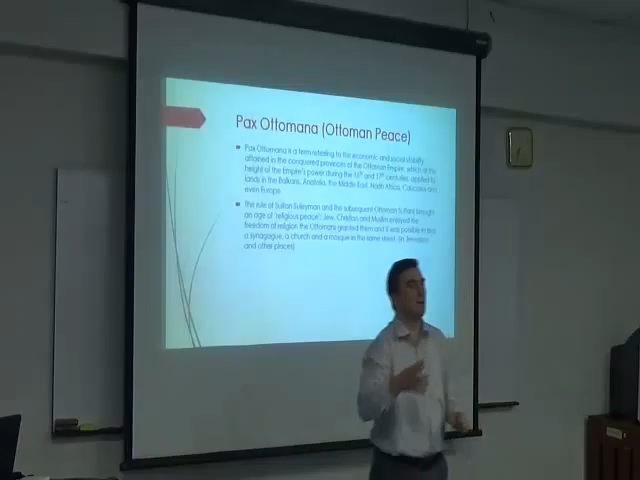 Pax Ottomana (Ottoman Peace)
Pax Ottomana is a term referring to the economic and social stability
attained in the conquered provinces of the Ottoman Empire, which at the
height of the Empire's power during the 16th and 17th centuries, applied to
lands in the Balkans, Anatolia, the Middle East, North Africa, Caucasia and
even Europe.
The rule of Sultan Suleyman and the subsequent Ottoman brought
an age of 'religious peace': Jew, Christian and Muslim enjoyed the
freedom of religion the Ottomans granted them and it was possible to find
a synagogue, a church and a mosque in the same street. (in Jerusalem
and other places)